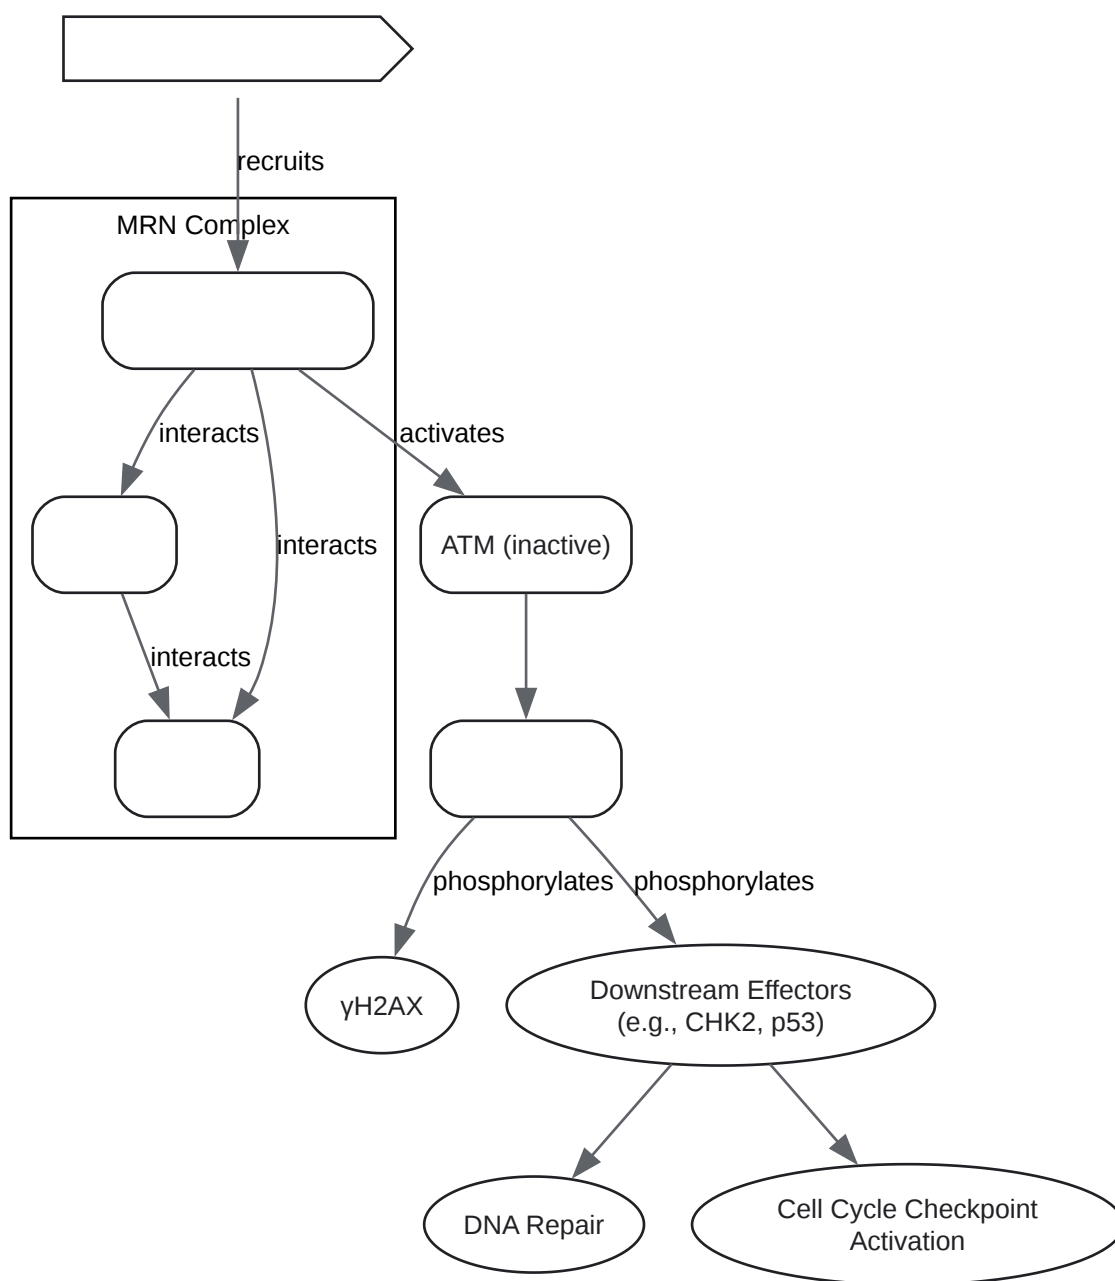 recruits
MRN Complex
interacts
activates
interacts
ATM (inactive)
interacts
phosphorylates
phosphorylates
γH2AX
Downstream Effectors
(e.g., CHK2, p53)
DNA Repair
Cell Cycle Checkpoint
Activation